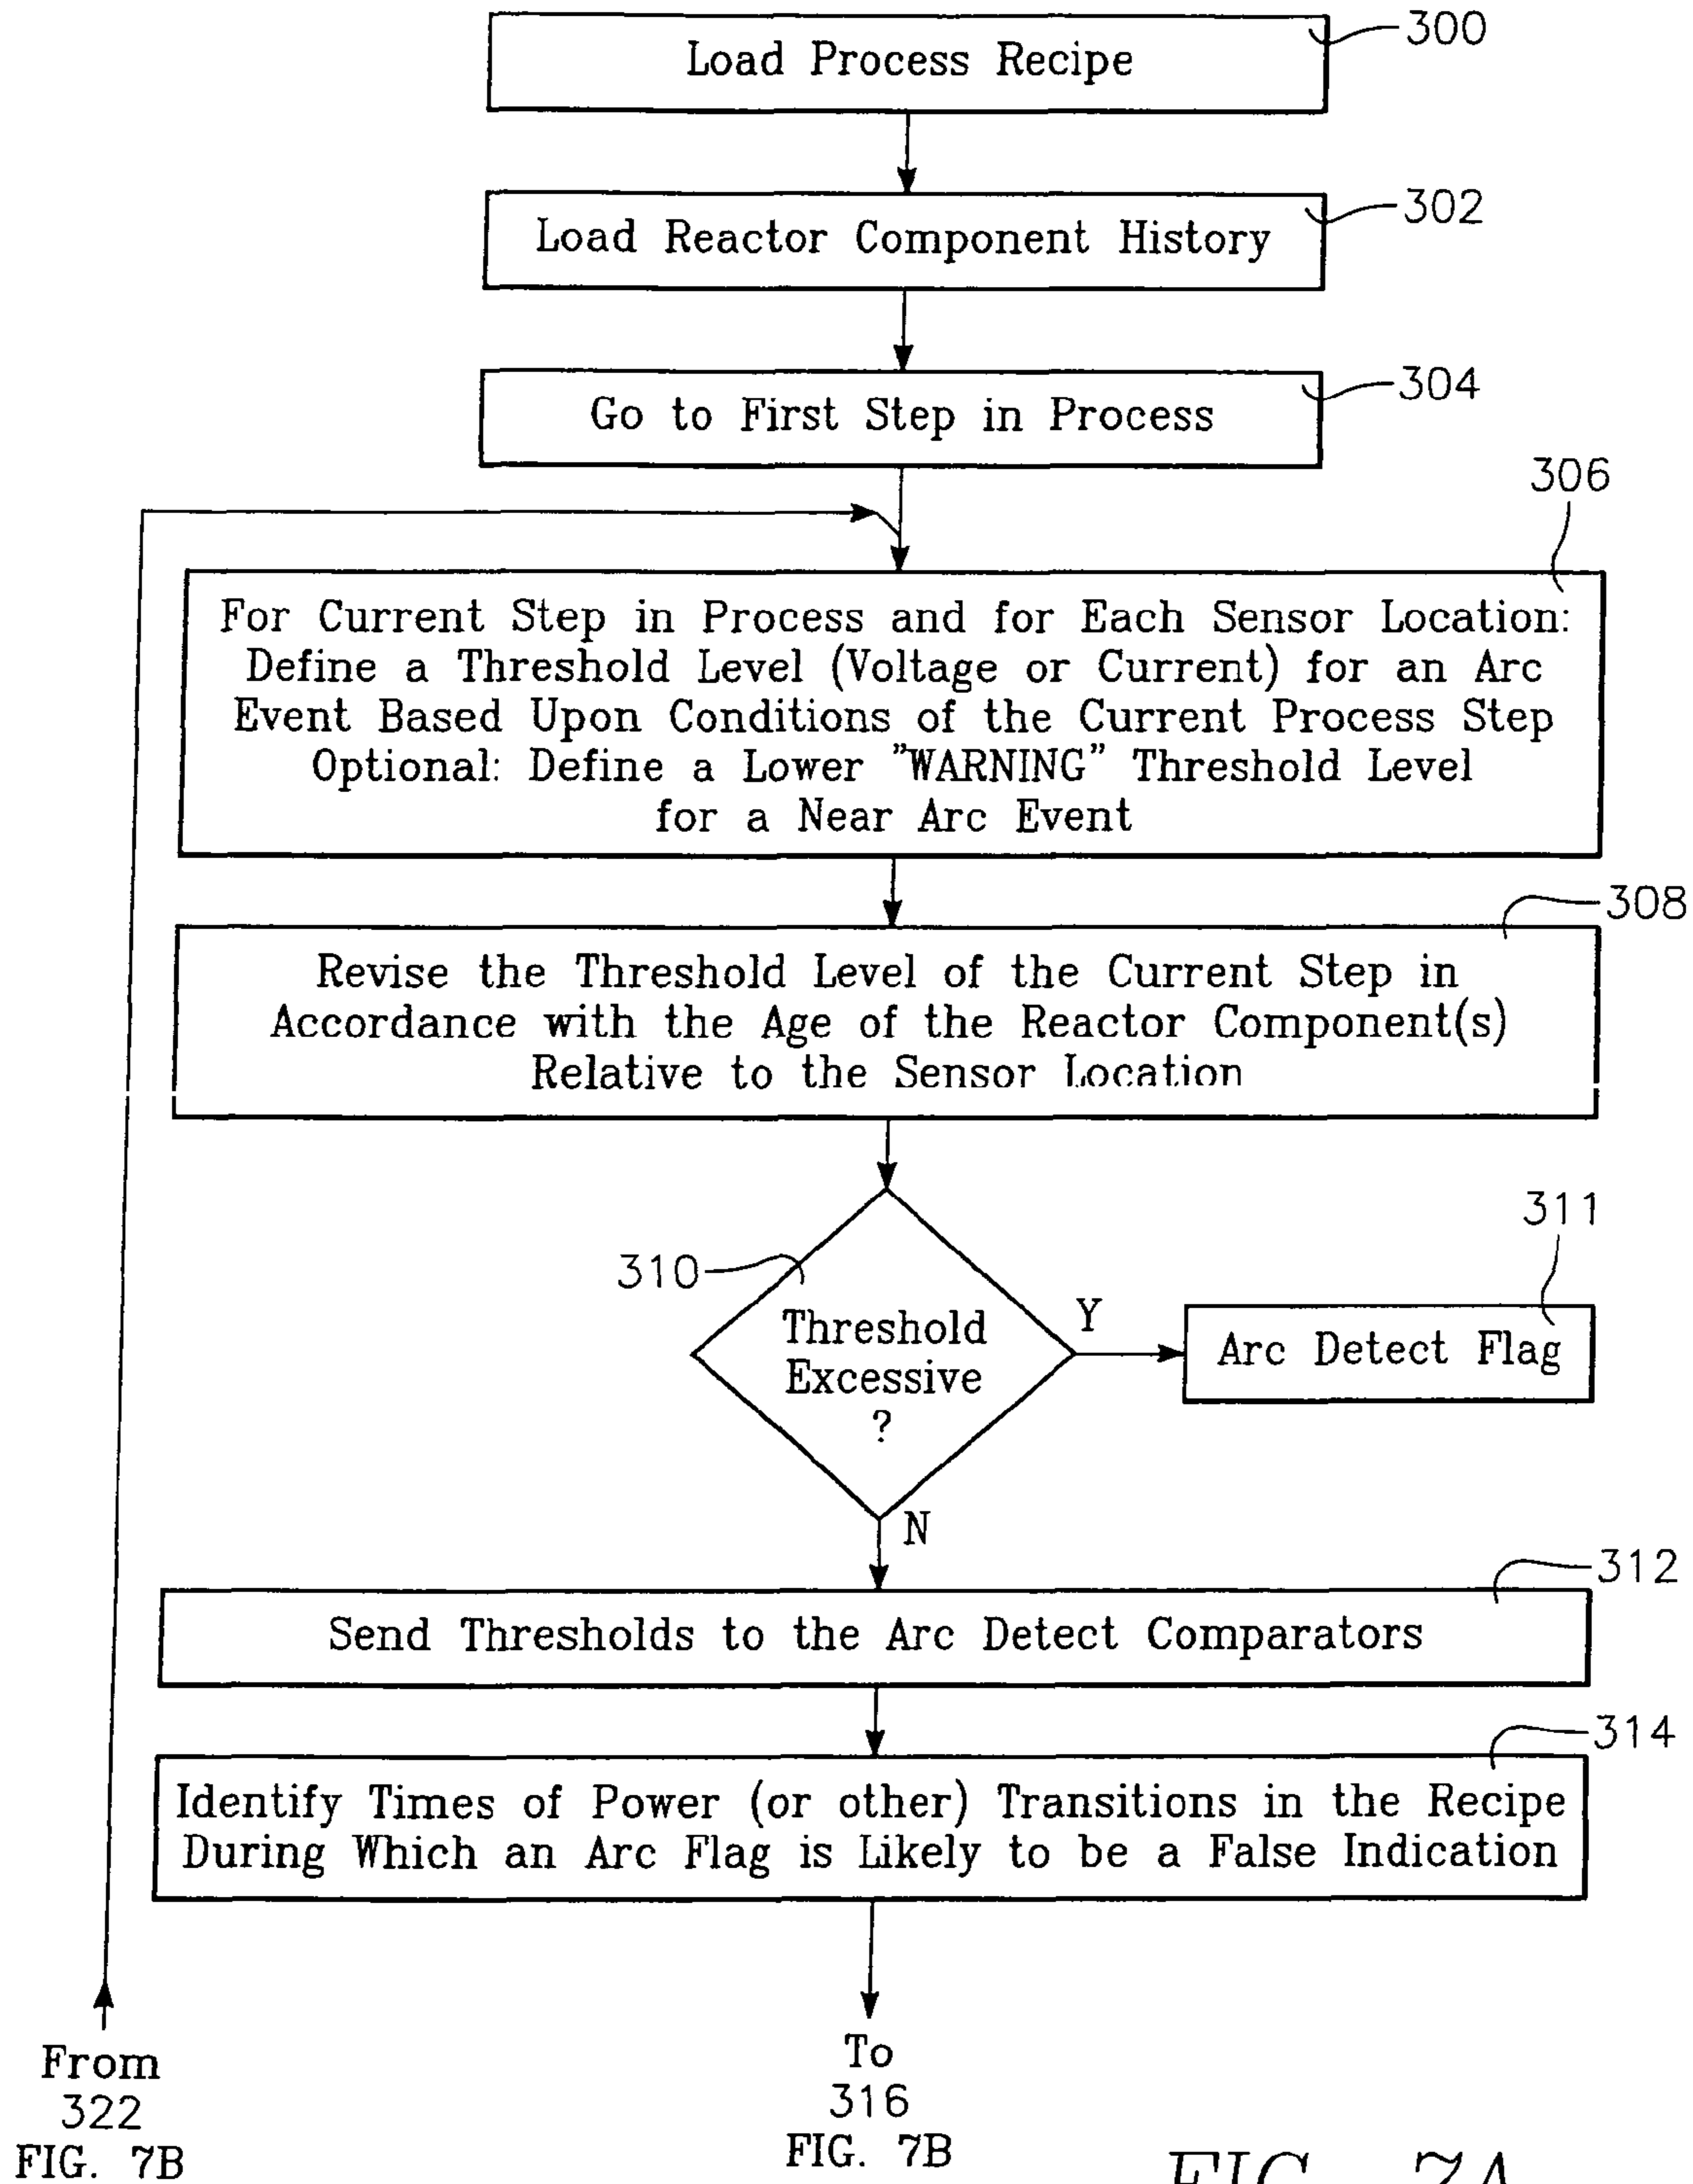 300
Load Process Recipe
302
Load Reactor Component History
304
Go to First Step in Process
306
For Current Step in Process and for Each Sensor Location:
Define a Threshold Level (Voltage or Current) for an Arc
Event Based Upon Conditions of the Current Process Step
Optional: Define a Lower "WARNING" Threshold Level
for a Near Arc Event
308
Revise the Threshold Level of the Current Step in
Accordance with the Age of the Reactor Component(s)
Relative to the Sensor Location
310
Threshold
Excessive
?
Y
311
Arc Detect Flag
N
312
Send Thresholds to the Arc Detect Comparators
314
Identify Times of Power (or other) Transitions in the Recipe
During Which an Arc Flag is Likely to be a False Indication
From
322
FIG. 7B
To
316
FIG. 7B
FIG. 7A